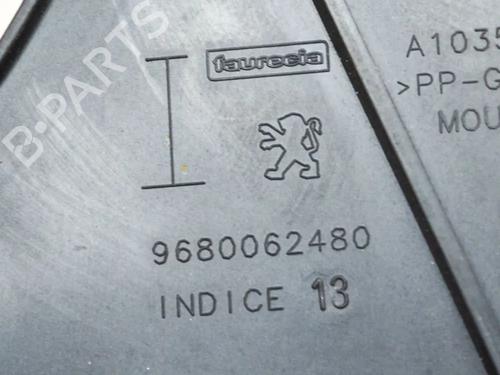 B-PARTS
faurecia
9680062480
INDICE 13
A1035
>PP-G
MOU